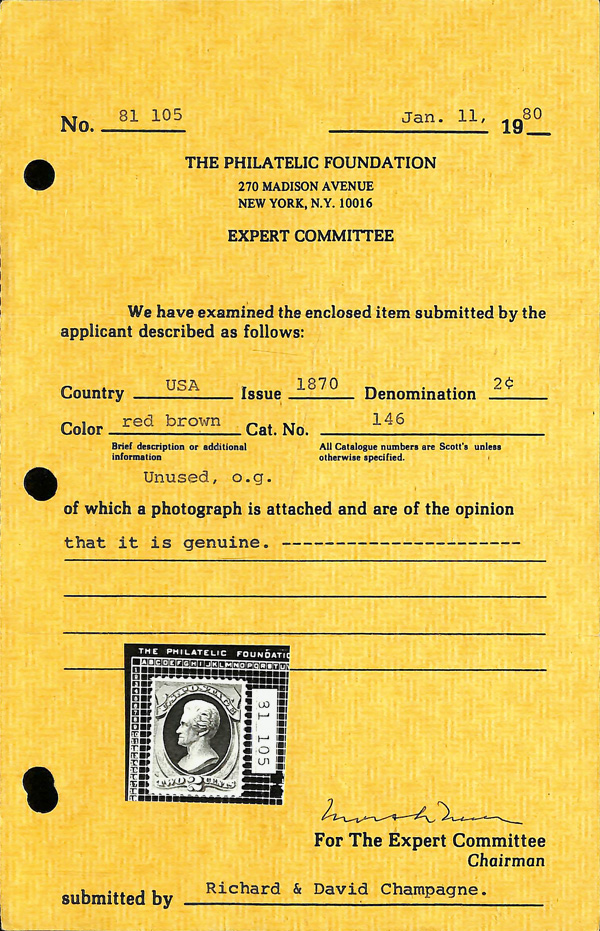 No. 81 105 Jan. 11, 1980
THE PHILATELIC FOUNDATION
270 MADISON AVENUE
NEW YORK, N.Y. 10016
EXPERT COMMITTEE
We have examined the enclosed item submitted by the
applicant described as follows:
Country USA Issue 1870 Denomination 2¢
Color red brown Cat. No. 146
Brief description or additional All Catalogue numbers are Scott's unless
information otherwise specified.
Unused, o.g.
of which a photograph is attached and are of the opinion
that it is genuine. ----------------------
THE PHILATELIC FOUNDATIO
ABCDEFGHIJKLMNOPQRSTU
81 105
TWO 2 CENTS
For The Expert Committee
Chairman
submitted by Richard & David Champagne.